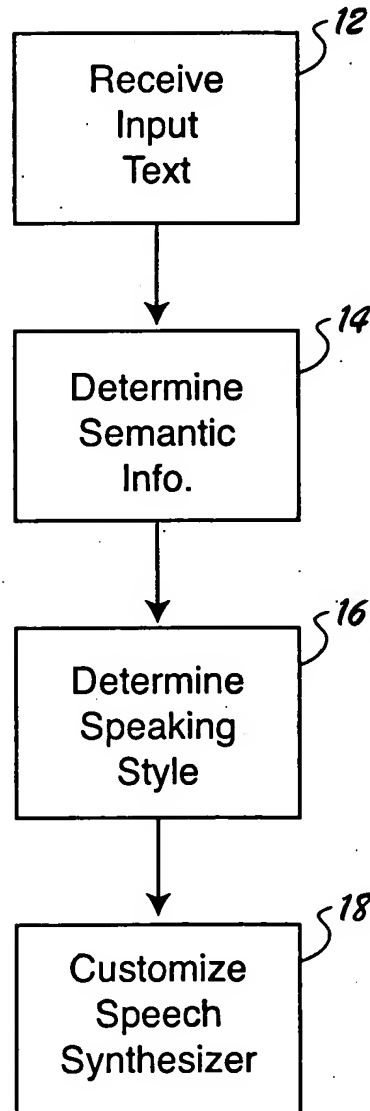 12
Receive
Input
Text
14
Determine
Semantic
Info.
16
Determine
Speaking
Style
18
Customize
Speech
Synthesizer